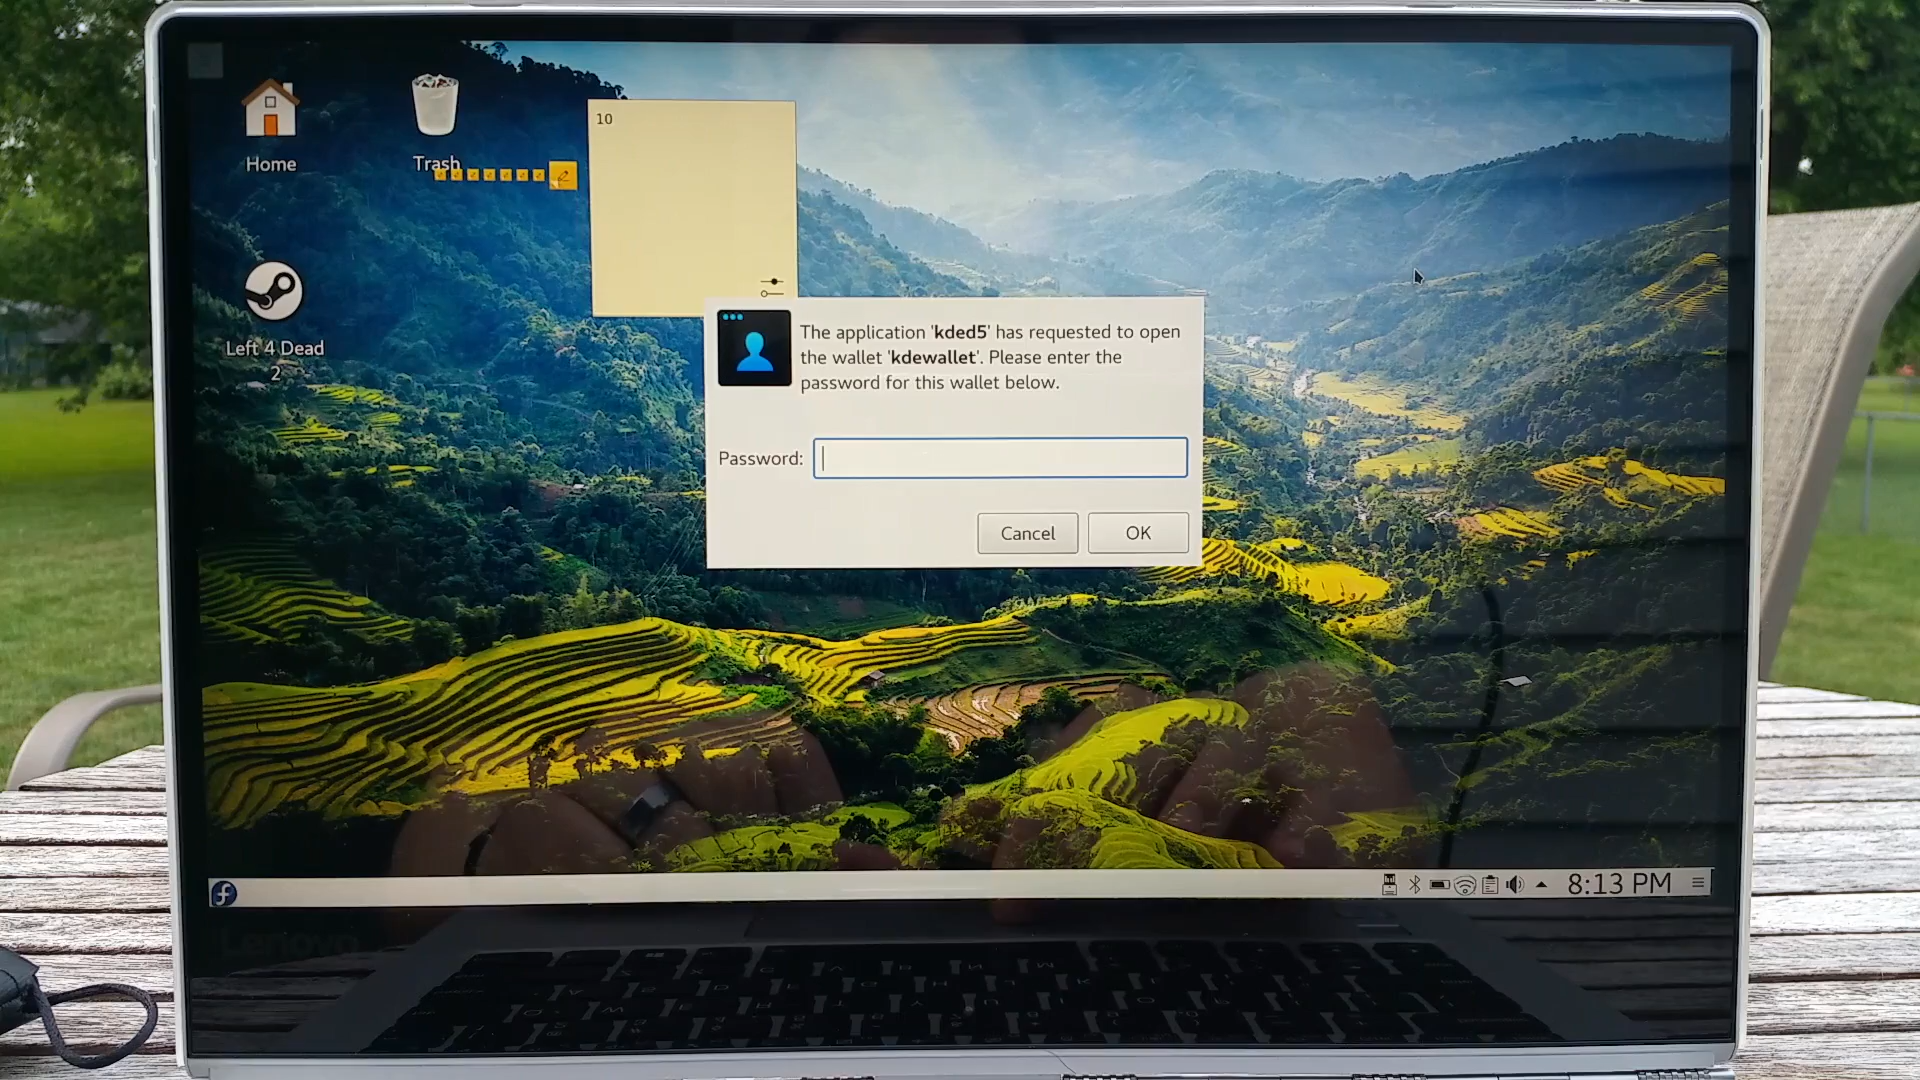 Home
Trash
10
Left 4 Dead
2
The application 'kded5' has requested to open
the wallet 'kdewallet'. Please enter the
password for this wallet below.
Password:
Cancel
OK
8:13 PM
Lenovo